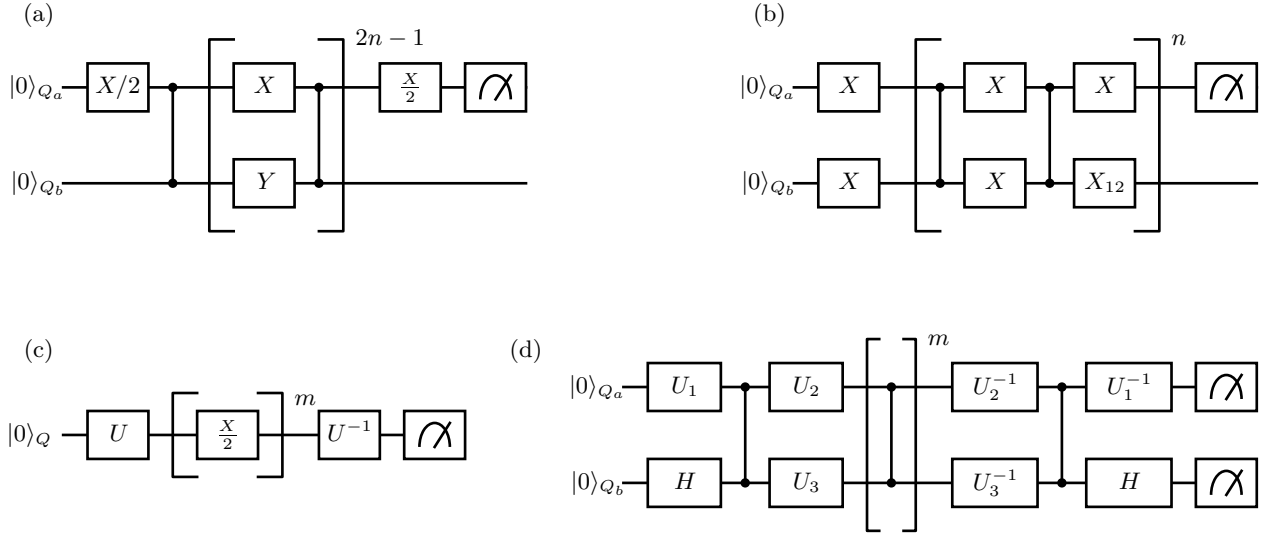 (a)
|0⟩Qa X/2 X 2n − 1 X/2
|0⟩Qb Y
(b)
|0⟩Qa X X X n
|0⟩Qb X X X12
(c)
|0⟩Q U X/2 m U−1
(d)
|0⟩Qa U1 U2 m U2−1 U1−1
|0⟩Qb H U3 U3−1 H